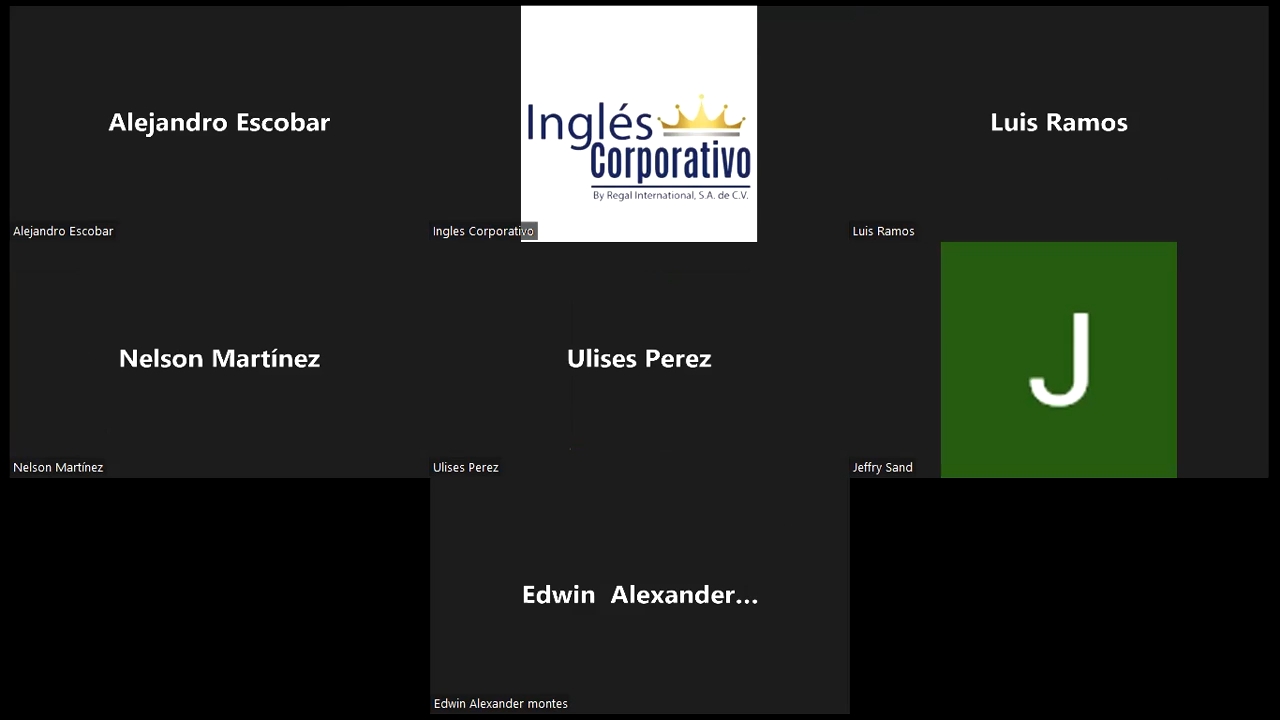 Alejandro Escobar
Alejandro Escobar
Inglés
Corporativo
By Regal International, S.A. de C.V.
Ingles Corporativo
Luis Ramos
Luis Ramos
Nelson Martínez
Nelson Martínez
Ulises Perez
Ulises Perez
J
Jeffry Sand
Edwin  Alexander...
Edwin Alexander montes